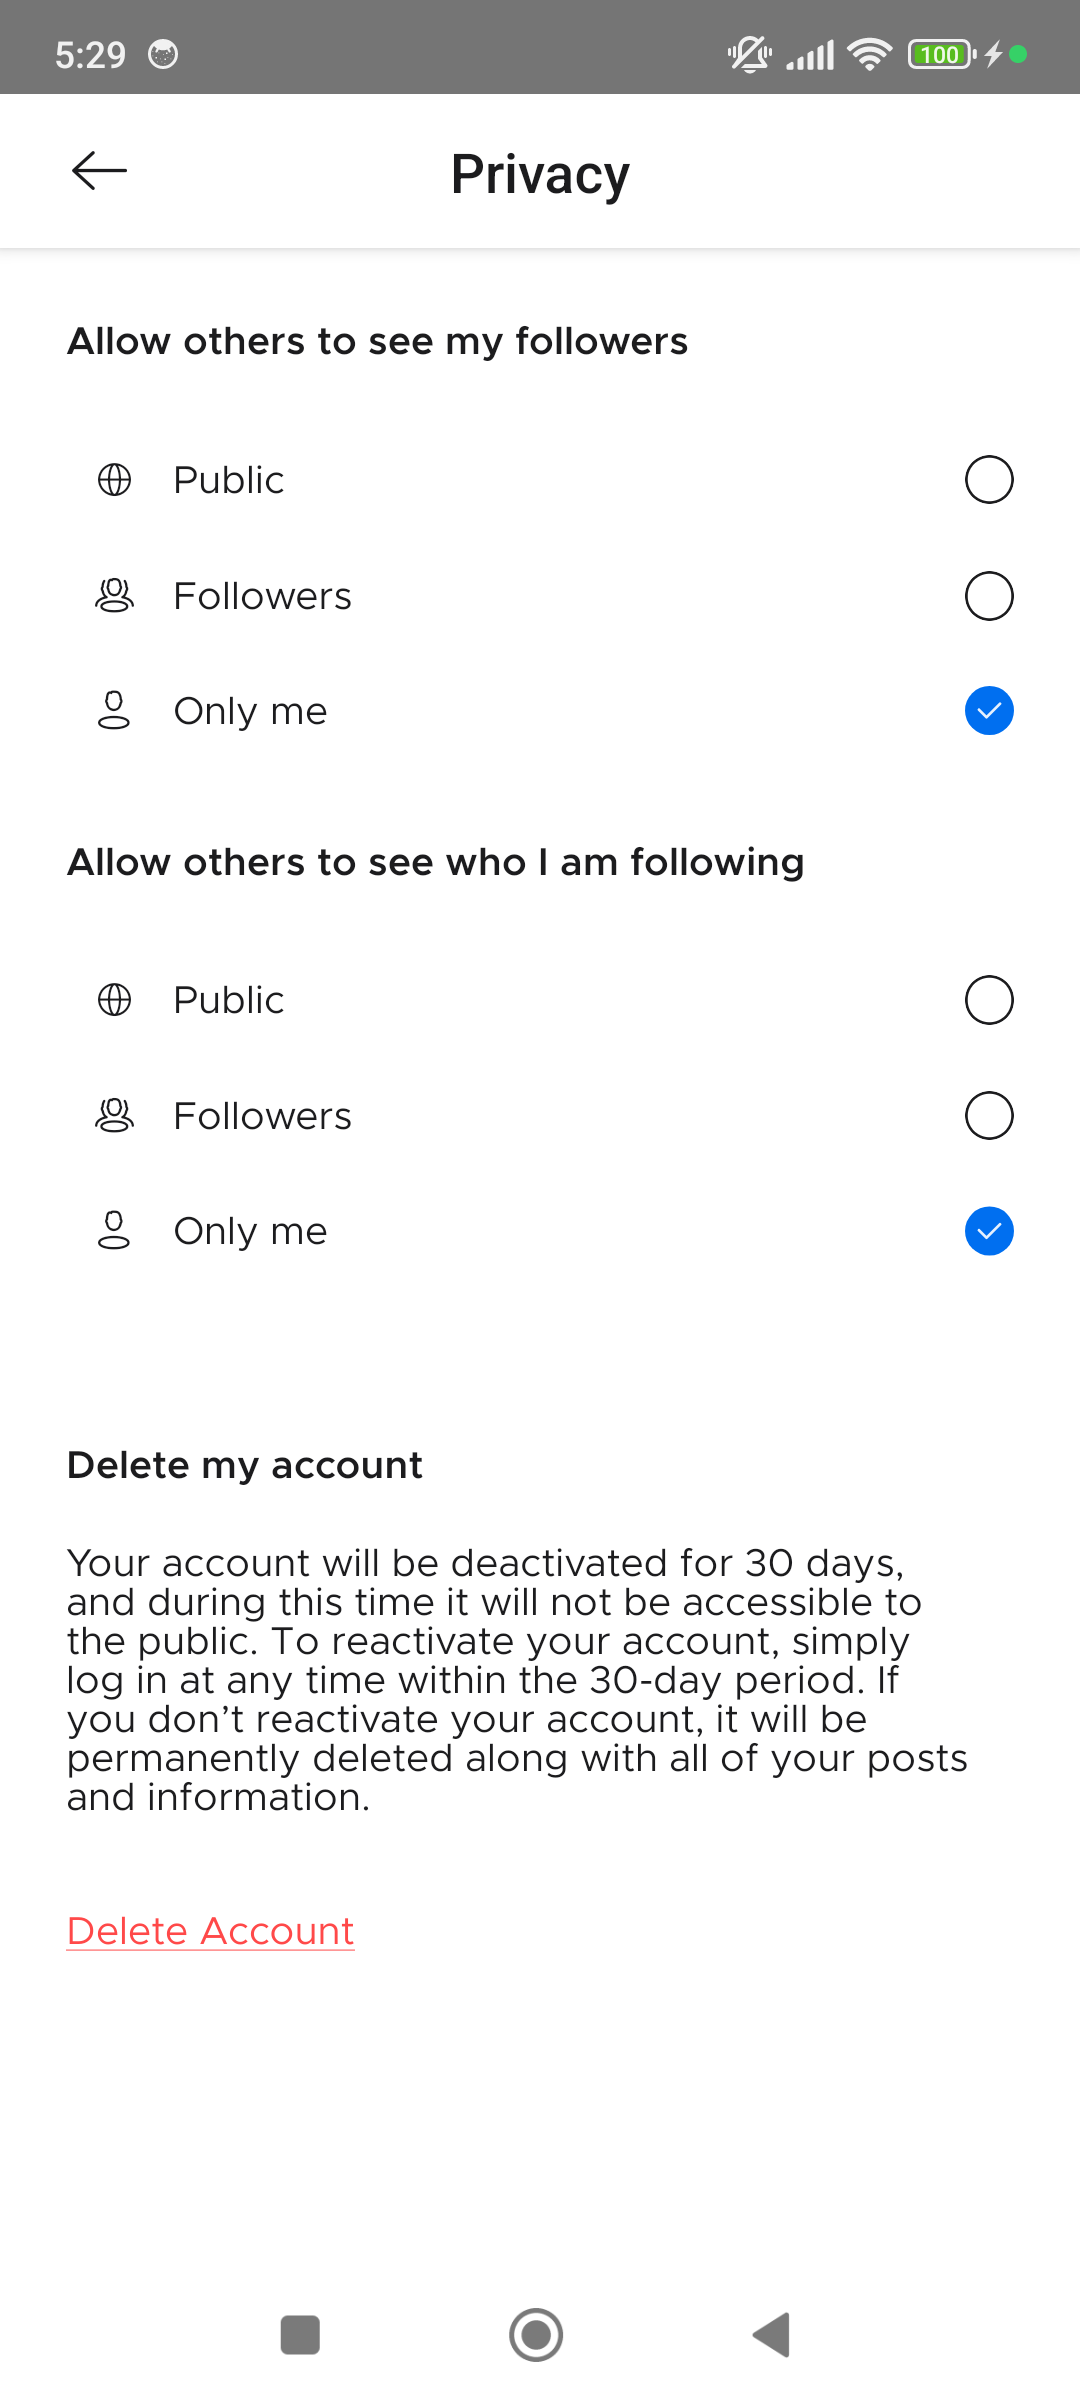 5:29
100
Privacy
Allow others to see my followers
Public
Followers
Only me
Allow others to see who I am following
Public
Followers
Only me
Delete my account
Your account will be deactivated for 30 days,
and during this time it will not be accessible to
the public. To reactivate your account, simply
log in at any time within the 30-day period. If
you don’t reactivate your account, it will be
permanently deleted along with all of your posts
and information.
Delete Account